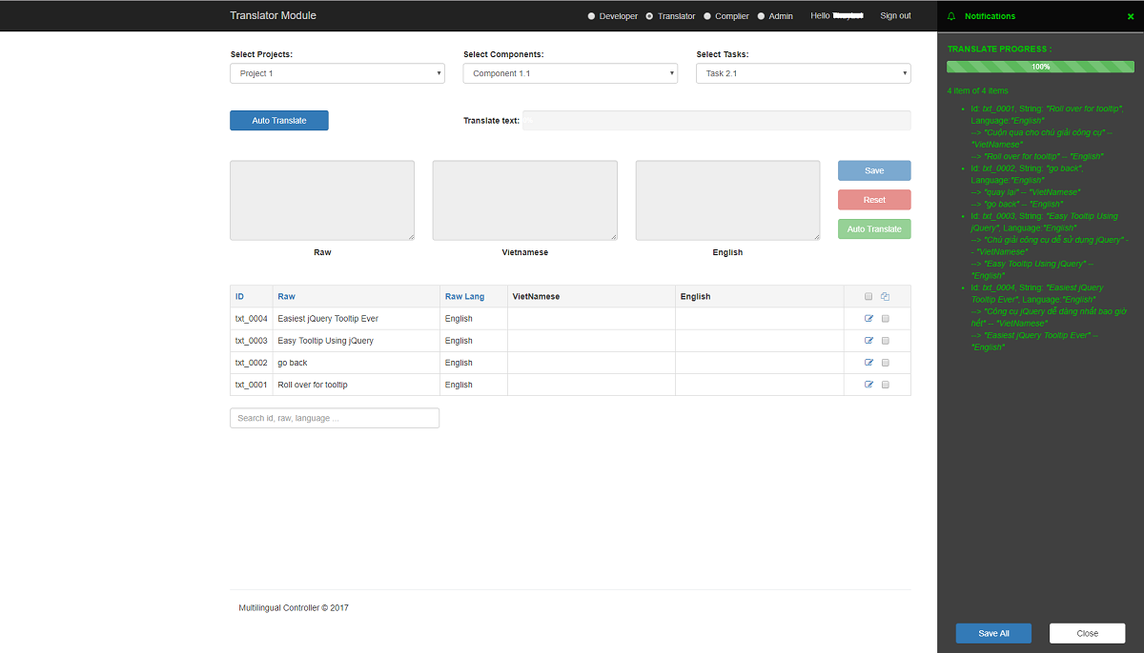 Translator Module
Developer Translator Complier Admin Hello Sign out
Select Projects: Select Components: Select Tasks:
Project 1 Component 1.1 Task 2.1
Auto Translate Translate text:
Save
Reset
Auto Translate
Raw Vietnamese English
ID Raw Raw Lang VietNamese English
txt_0004 Easiest jQuery Tooltip Ever English
txt_0003 Easy Tooltip Using jQuery English
txt_0002 go back English
txt_0001 Roll over for tooltip English
Search id, raw, language ...
Multilingual Controller © 2017
Notifications
TRANSLATE PROGRESS :
100%
4 item of 4 items
Id: txt_0001, String: "Roll over for tooltip",
Language:"English"
--> "Cuộn qua cho chú giải công cụ" --
"VietNamese"
--> "Roll over for tooltip" -- "English"
Id: txt_0002, String: "go back",
Language:"English"
--> "quay lại" -- "VietNamese"
--> "go back" -- "English"
Id: txt_0003, String: "Easy Tooltip Using
jQuery", Language:"English"
--> "Chú giải công cụ dễ sử dụng jQuery" -
- "VietNamese"
--> "Easy Tooltip Using jQuery" --
"English"
Id: txt_0004, String: "Easiest jQuery
Tooltip Ever", Language:"English"
--> "Công cụ jQuery dễ dàng nhất bao giờ
hết" -- "VietNamese"
--> "Easiest jQuery Tooltip Ever" --
"English"
Save All Close